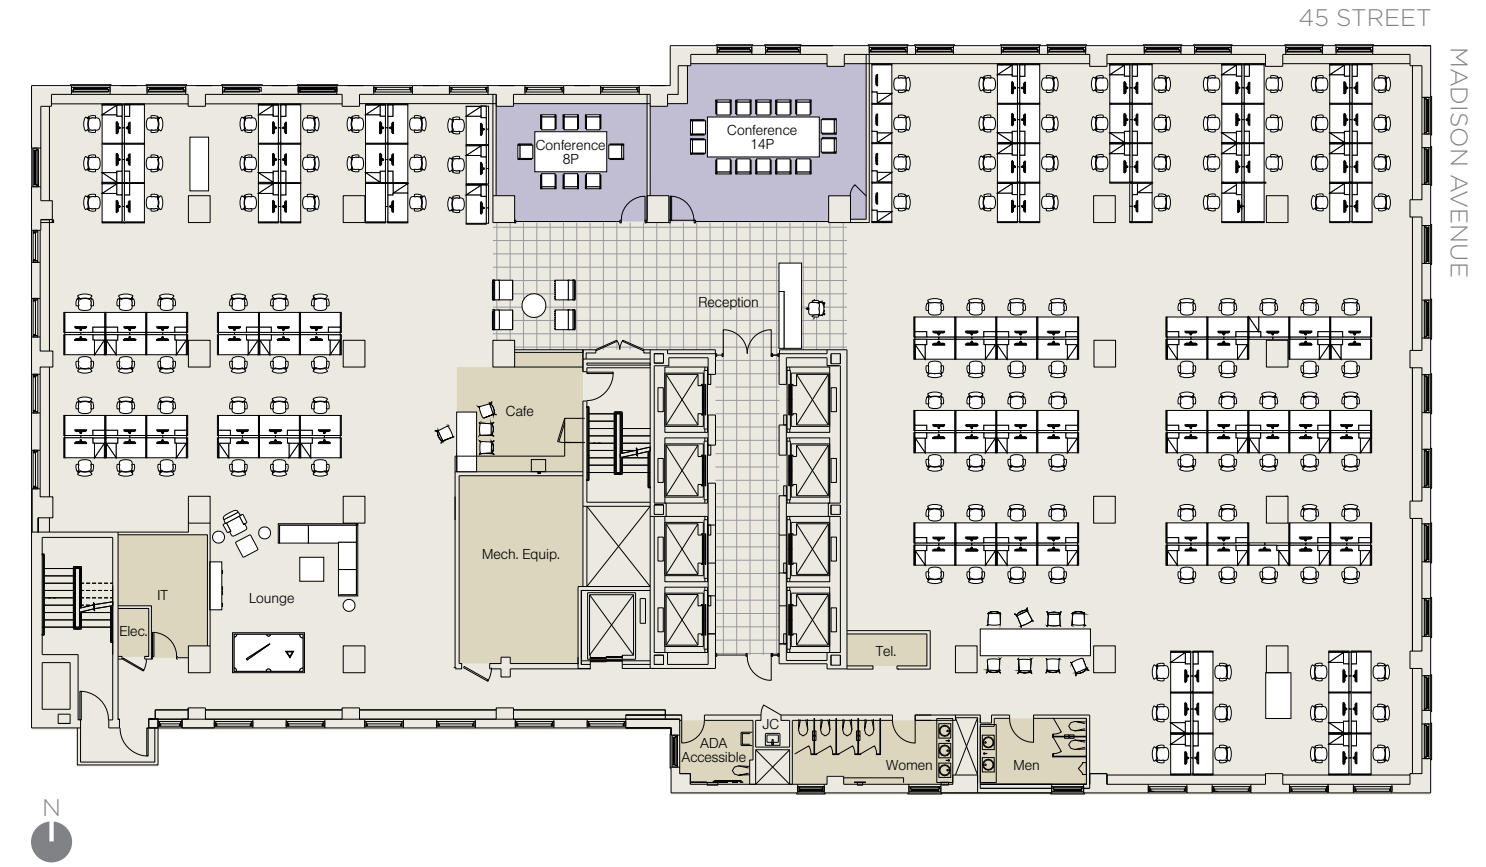 45 STREET
MADISON AVENUE
Conference
14P
Conference
8P
Reception
Cafe
Mech. Equip.
IT
Lounge
Elec.
Tel.
JC
ADA
Accessible
Women
Men
N